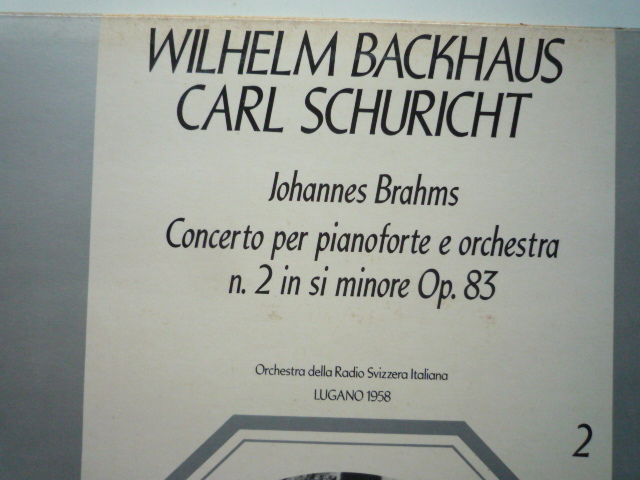 WILHELM BACKHAUS
CARL SCHURICHT
Johannes Brahms
Concerto per pianoforte e orchestra
n. 2 in si minore Op. 83
Orchestra della Radio Svizzera Italiana
LUGANO 1958
2